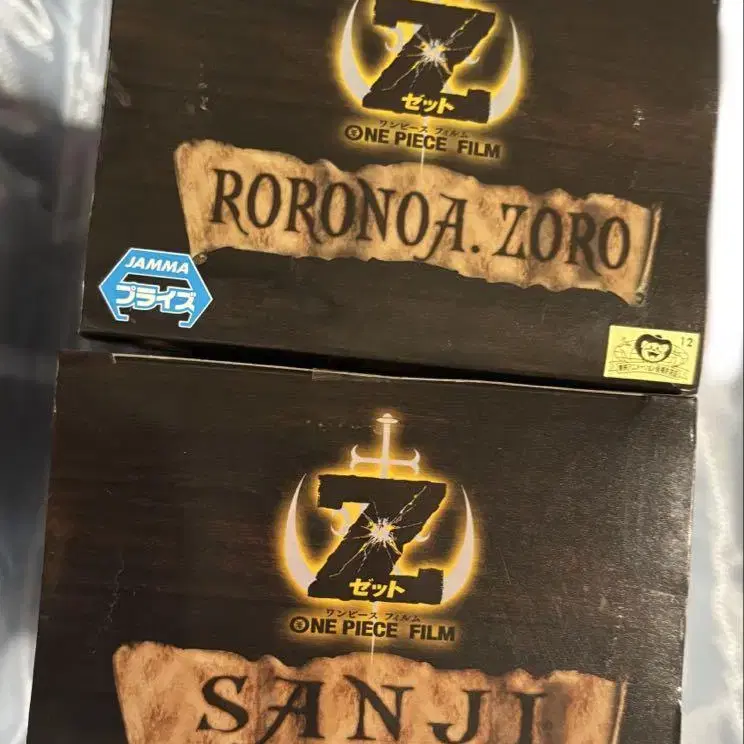 Z
ゼット
ワンピース フィルム
ONE PIECE FILM
RORONOA. ZORO
JAMMA
プライズ
12
Z
ゼット
ワンピース フィルム
ONE PIECE FILM
SANJI